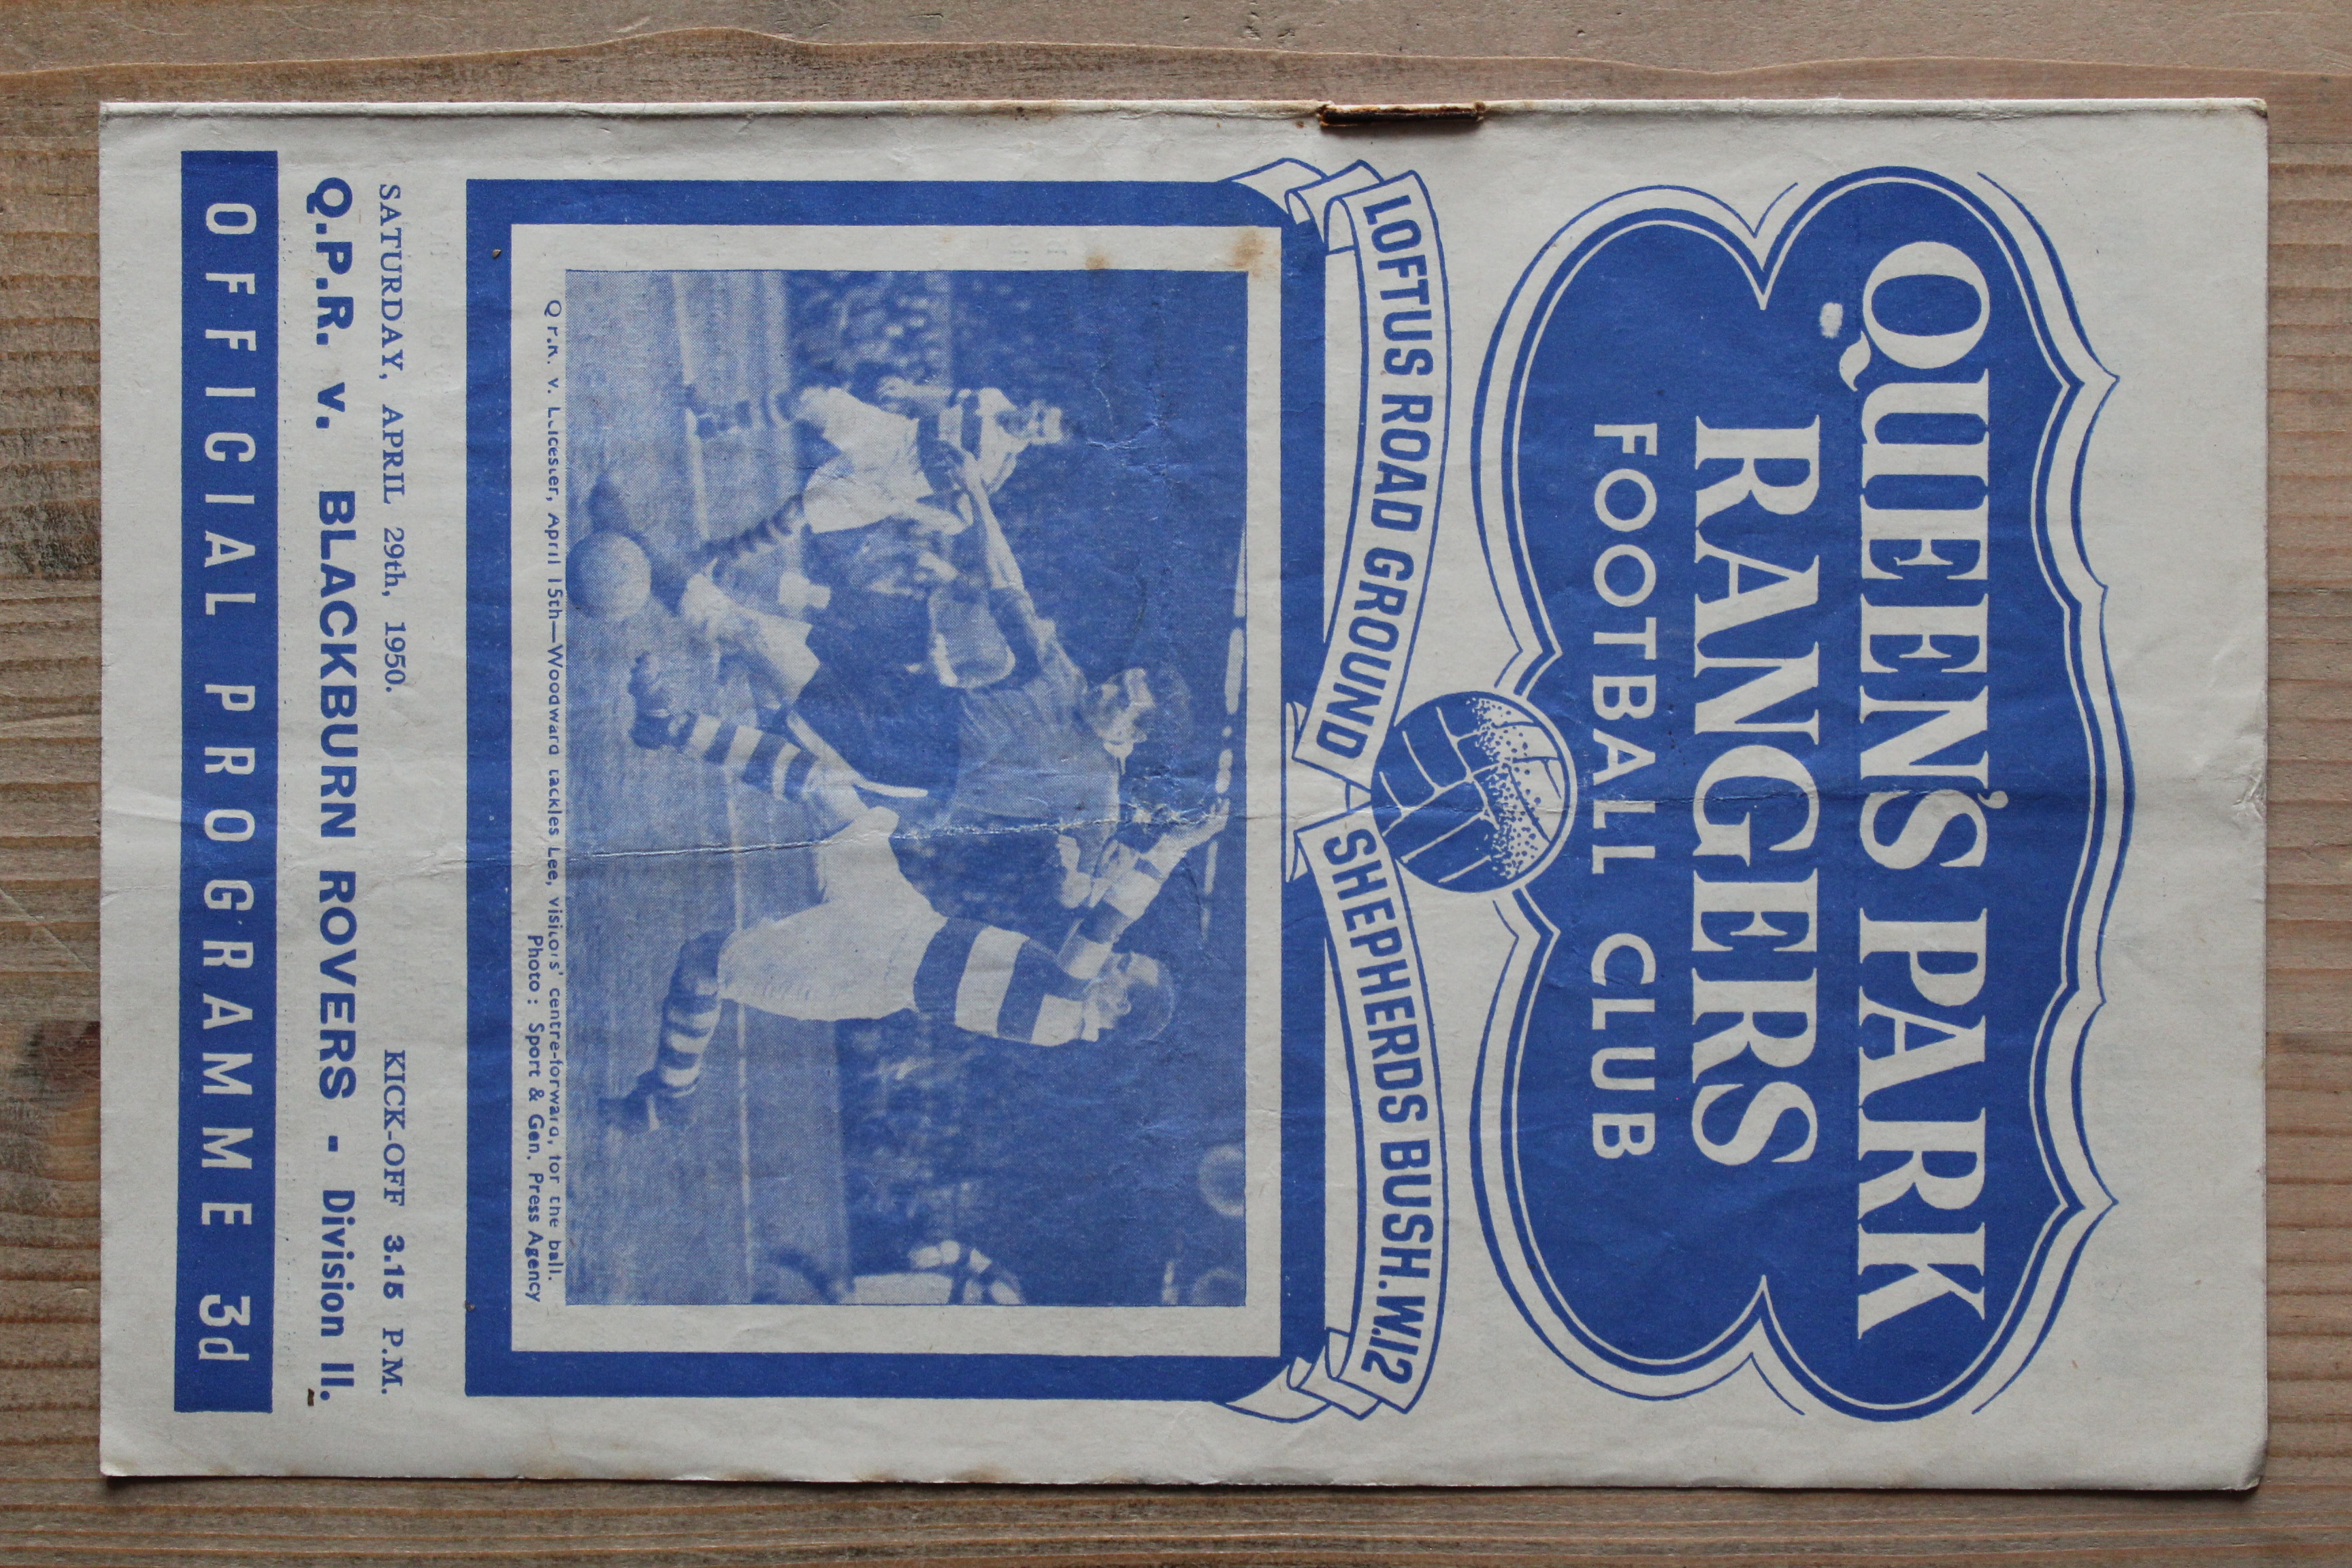 QUEEN'S PARK
RANGERS
FOOTBALL CLUB
LOFTUS ROAD GROUND
SHEPHERDS BUSH.W.12
Q.P.R. v. Leicester, April 15th—Woodward tackles Lee, visitors' centre-forward, for the ball.
Photo: Sport & Gen. Press Agency
SATURDAY, APRIL 29th, 1950. KICK-OFF 3.15 P.M.
Q.P.R. v. BLACKBURN ROVERS - Division II.
OFFICIAL PROGRAMME 3d